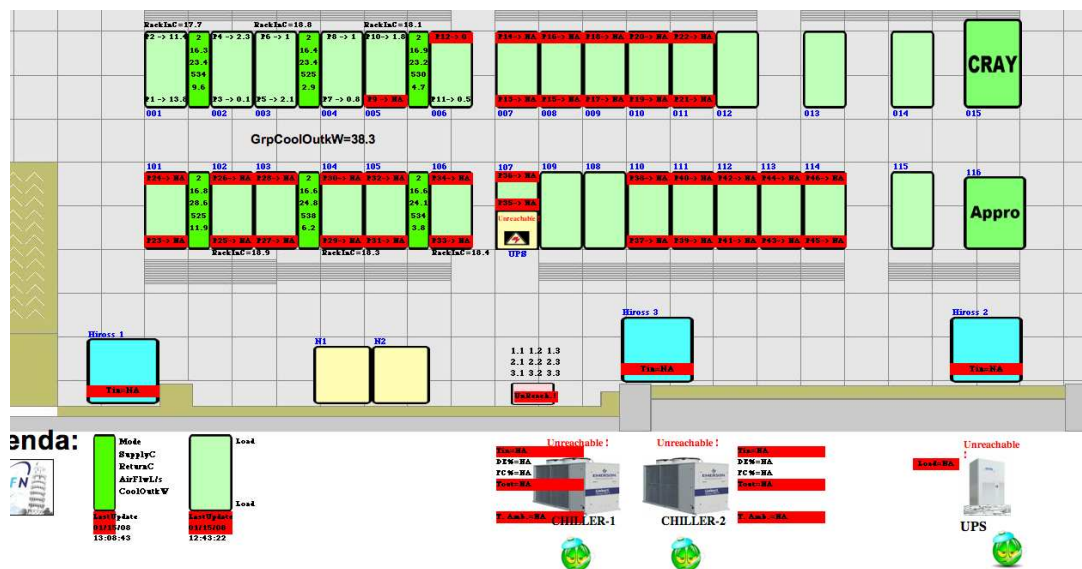 RackInC=17.7 RackInC=18.8 RackInC=18.1
P2 -> 11.4 2 P4 -> 2.3 P6 -> 1 2 P8 -> 1 P10 -> 1.8 2 P12 -> 0 P14-> NA P16-> NA P18-> NA P20-> NA P22-> NA
16.3 16.4 16.9
23.4 23.4 23.2
534 525 530
9.6 2.9 4.7
CRAY
P1 -> 13.8 P3 -> 0.1 P5 -> 2.1 P7 -> 0.8 P9 -> NA P11-> 0.5 P13-> NA P15-> NA P17-> NA P19-> NA P21-> NA
001 002 003 004 005 006 007 008 009 010 011 012 013 014 015
GrpCoolOutkW=38.3
101 102 103 104 105 106 107 109 108 110 111 112 113 114 115 116
P24-> NA 2 P26-> NA P28-> NA 2 P30-> NA P32-> NA 2 P34-> NA P36-> NA P38-> NA P40-> NA P42-> NA P44-> NA P46-> NA
16.8 16.6 16.6
28.6 24.8 24.1
525 538 534
11.9 6.2 3.8
P35-> NA
Unreachable !
Appro
P23-> NA P25-> NA P27-> NA P29-> NA P31-> NA P33-> NA P37-> NA P39-> NA P41-> NA P43-> NA P45-> NA
RackInC=18.9 RackInC=18.3 RackInC=18.4 UPS
Hiross 1 N1 N2 Hiross 3 Hiross 2
1.1 1.2 1.3
2.1 2.2 2.3
3.1 3.2 3.3
Tin=NA Tin=NA Tin=NA
UnReach.!
enda:
FN
Mode
SupplyC
ReturnC
AirFlwL/s
CoolOutkW
Load
Load
LastUpdate
01/15/08
13:08:43
LastUpdate
01/15/08
12:43:22
Unreachable !
Tin=NA
DE%=NA
FC%=NA
Tout=NA
T. Amb.=NA
CHILLER-1
Unreachable !
Tin=NA
DE%=NA
FC%=NA
Tout=NA
T. Amb.=NA
CHILLER-2
Unreachable
!
Load=NA
UPS